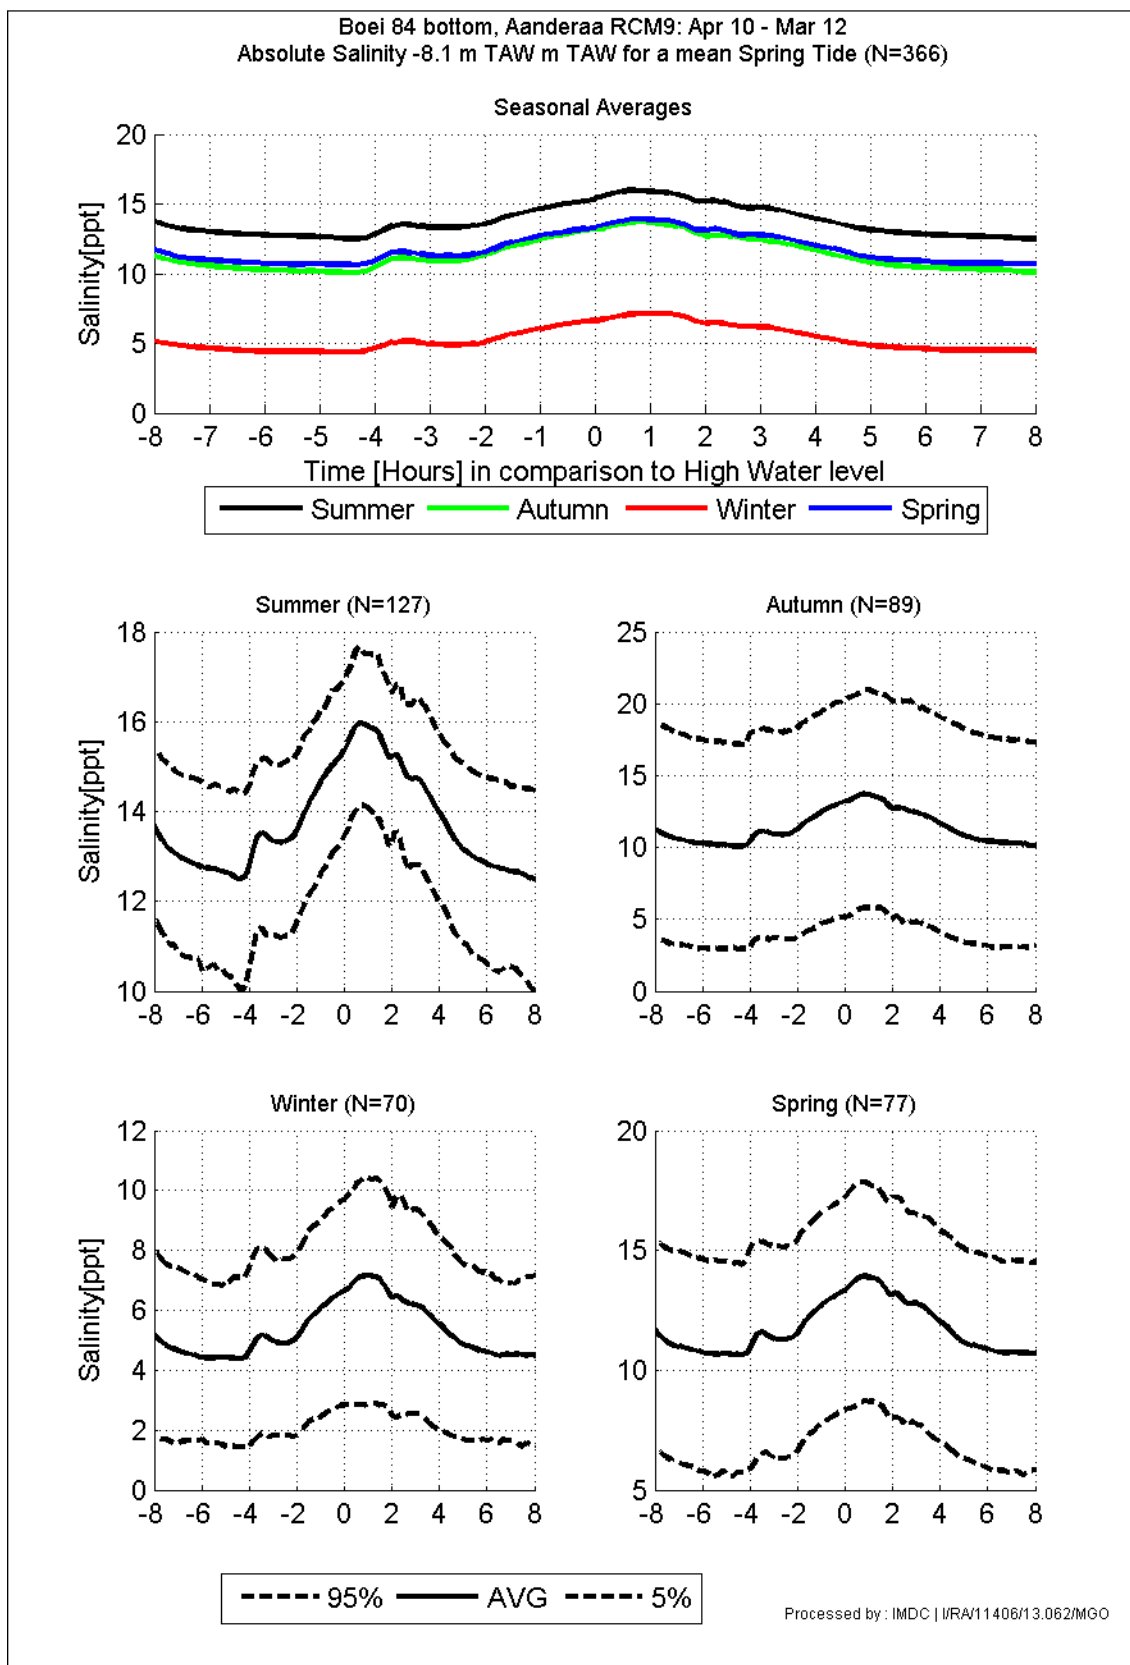 Boei 84 bottom, Aanderaa RCM9: Apr 10 - Mar 12
Absolute Salinity -8.1 m TAW m TAW for a mean Spring Tide (N=366)
Seasonal Averages
20
15
10
5
0
Salinity[ppt]
-8 -7 -6 -5 -4 -3 -2 -1 0 1 2 3 4 5 6 7 8
Time [Hours] in comparison to High Water level
Summer Autumn Winter Spring
Summer (N=127)
18
16
14
12
10
Salinity[ppt]
-8 -6 -4 -2 0 2 4 6 8
Autumn (N=89)
25
20
15
10
5
0
-8 -6 -4 -2 0 2 4 6 8
Winter (N=70)
12
10
8
6
4
2
0
Salinity[ppt]
-8 -6 -4 -2 0 2 4 6 8
Spring (N=77)
20
15
10
5
-8 -6 -4 -2 0 2 4 6 8
95% AVG 5%
Processed by : IMDC | I/RA/11406/13.062/MGO